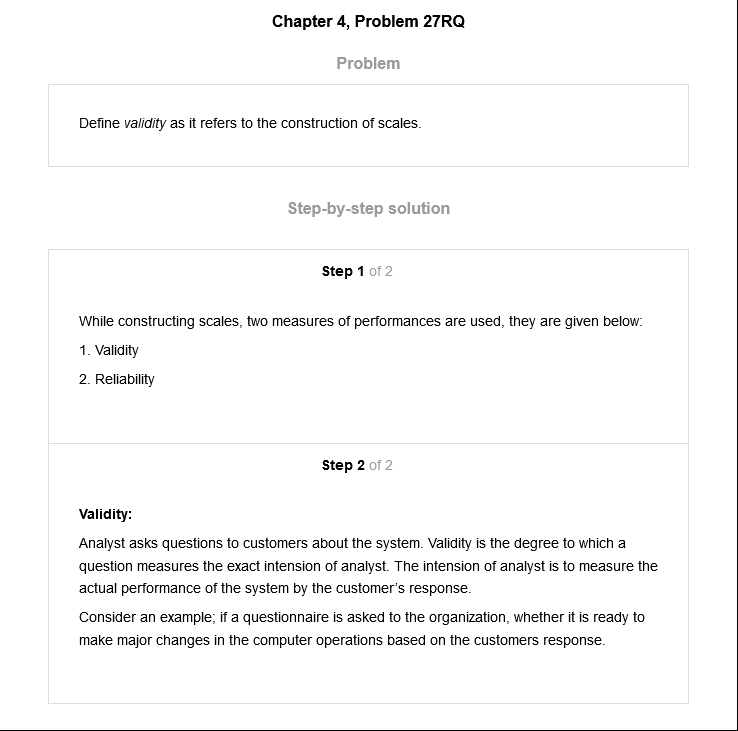 Chapter 4, Problem 27RQ
Problem
Define validity as it refers to the construction of scales.
Step-by-step solution
Step 1 of 2
While constructing scales, two measures of performances are used, they are given below:
1. Validity
2. Reliability
Step 2 of 2
Validity:
Analyst asks questions to customers about the system. Validity is the degree to which a
question measures the exact intension of analyst. The intension of analyst is to measure the
actual performance of the system by the customer's response.
Consider an example; if a questionnaire is asked to the organization, whether it is ready to
make major changes in the computer operations based on the customers response.